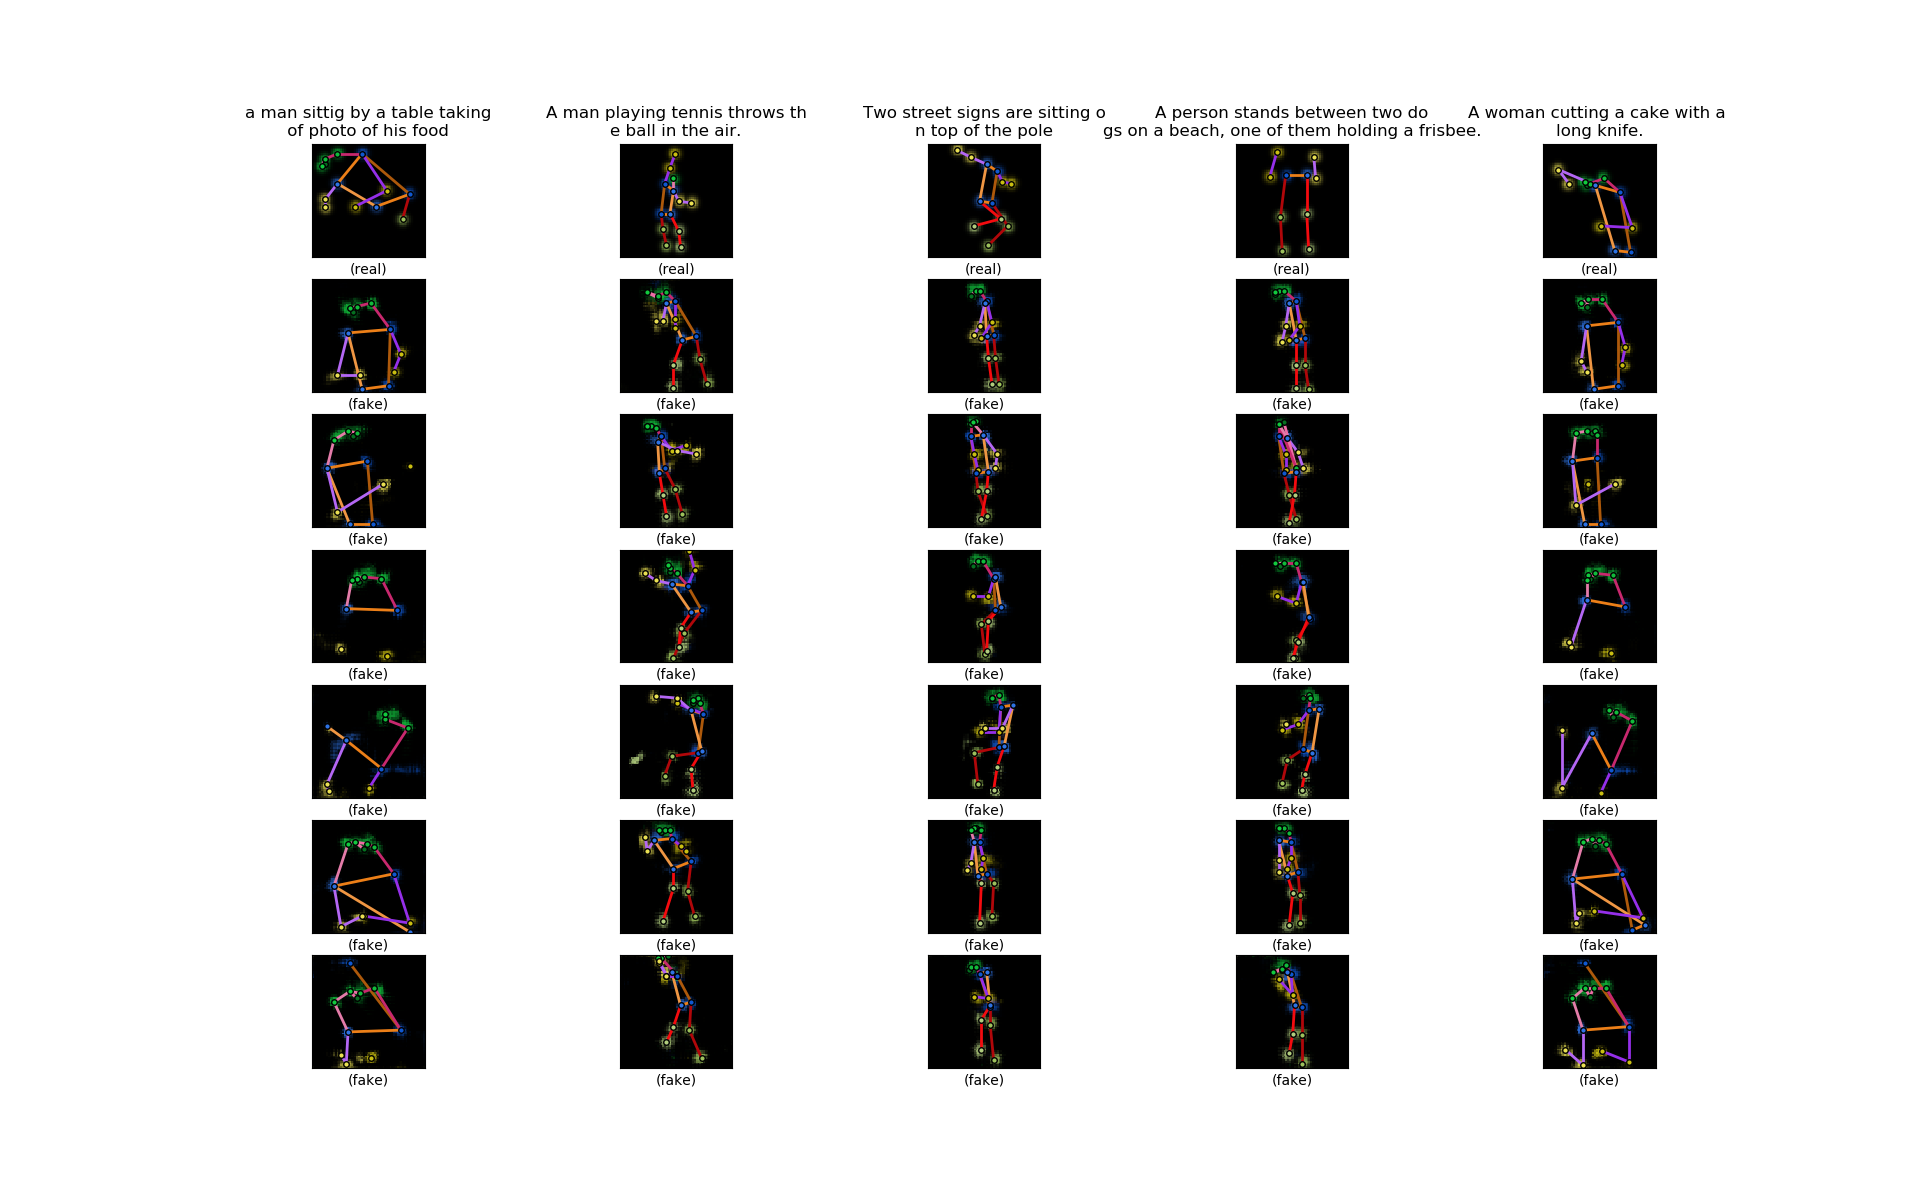 a man sittig by a table taking
of photo of his food
A man playing tennis throws th
e ball in the air.
Two street signs are sitting o
n top of the pole
A person stands between two do
gs on a beach, one of them holding a frisbee.
A woman cutting a cake with a
long knife.
(real) (real) (real) (real) (real)
(fake) (fake) (fake) (fake) (fake)
(fake) (fake) (fake) (fake) (fake)
(fake) (fake) (fake) (fake) (fake)
(fake) (fake) (fake) (fake) (fake)
(fake) (fake) (fake) (fake) (fake)
(fake) (fake) (fake) (fake) (fake)